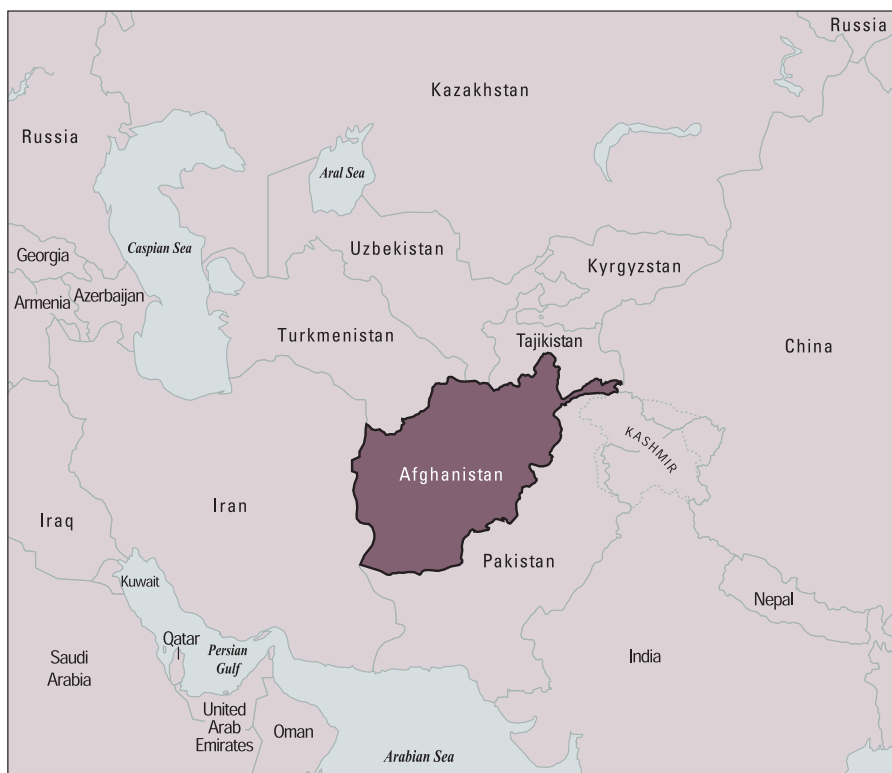 Russia
Kazakhstan
Russia
Aral Sea
Caspian Sea
Uzbekistan
Georgia
Kyrgyzstan
Armenia
Azerbaijan
Turkmenistan
Tajikistan
China
KASHMIR
Afghanistan
Iran
Iraq
Pakistan
Kuwait
Nepal
Qatar
Persian
Gulf
Saudi
Arabia
India
United
Arab
Emirates
Oman
Arabian Sea